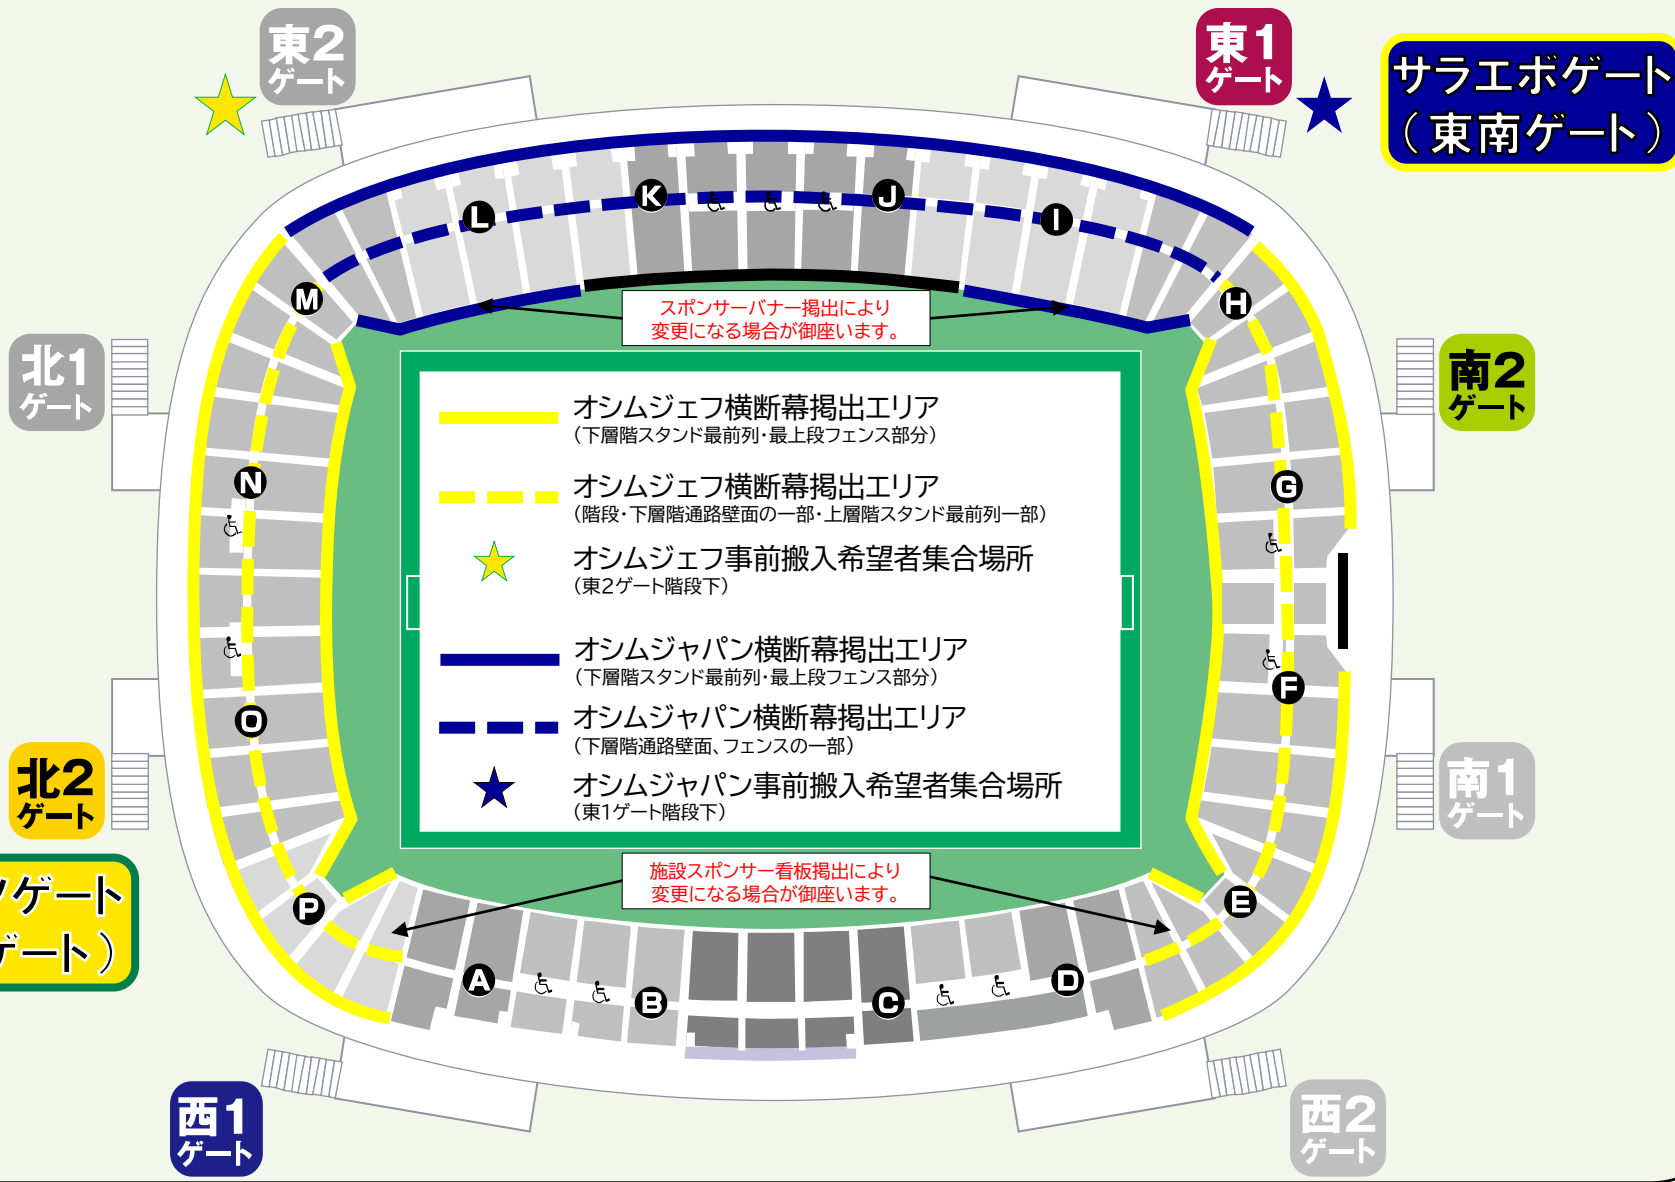 東2
ゲート
東1
ゲート
サラエボゲート
（東南ゲート）
K
J
L
I
M
H
スポンサーバナー掲出により
変更になる場合が御座います。
北1
ゲート
南2
ゲート
オシムジェフ横断幕掲出エリア
（下層階スタンド最前列・最上段フェンス部分）
オシムジェフ横断幕掲出エリア
（階段・下層階通路壁面の一部・上層階スタンド最前列一部）
N
G
オシムジェフ事前搬入希望者集合場所
（東2ゲート階段下）
オシムジャパン横断幕掲出エリア
（下層階スタンド最前列・最上段フェンス部分）
F
オシムジャパン横断幕掲出エリア
（下層階通路壁面、フェンスの一部）
O
オシムジャパン事前搬入希望者集合場所
（東1ゲート階段下）
北2
ゲート
南1
ゲート
施設スポンサー看板掲出により
変更になる場合が御座います。
ゲート
ゲート）
P
E
A
B
C
D
西1
ゲート
西2
ゲート